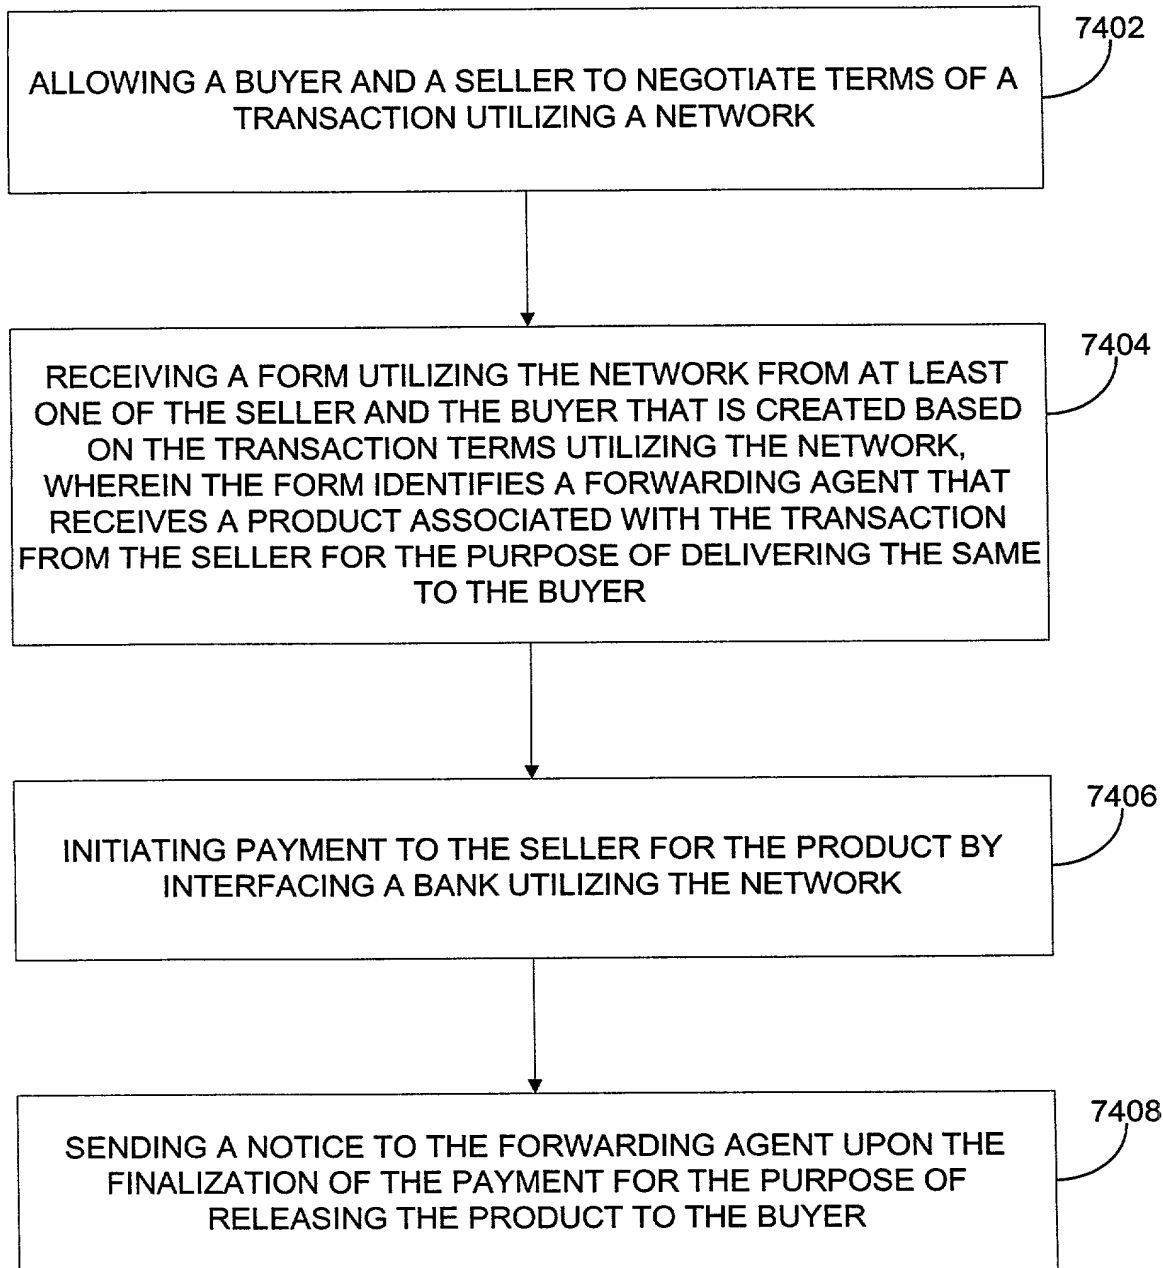 7402
ALLOWING A BUYER AND A SELLER TO NEGOTIATE TERMS OF A
TRANSACTION UTILIZING A NETWORK
7404
RECEIVING A FORM UTILIZING THE NETWORK FROM AT LEAST
ONE OF THE SELLER AND THE BUYER THAT IS CREATED BASED
ON THE TRANSACTION TERMS UTILIZING THE NETWORK,
WHEREIN THE FORM IDENTIFIES A FORWARDING AGENT THAT
RECEIVES A PRODUCT ASSOCIATED WITH THE TRANSACTION
FROM THE SELLER FOR THE PURPOSE OF DELIVERING THE SAME
TO THE BUYER
7406
INITIATING PAYMENT TO THE SELLER FOR THE PRODUCT BY
INTERFACING A BANK UTILIZING THE NETWORK
7408
SENDING A NOTICE TO THE FORWARDING AGENT UPON THE
FINALIZATION OF THE PAYMENT FOR THE PURPOSE OF
RELEASING THE PRODUCT TO THE BUYER